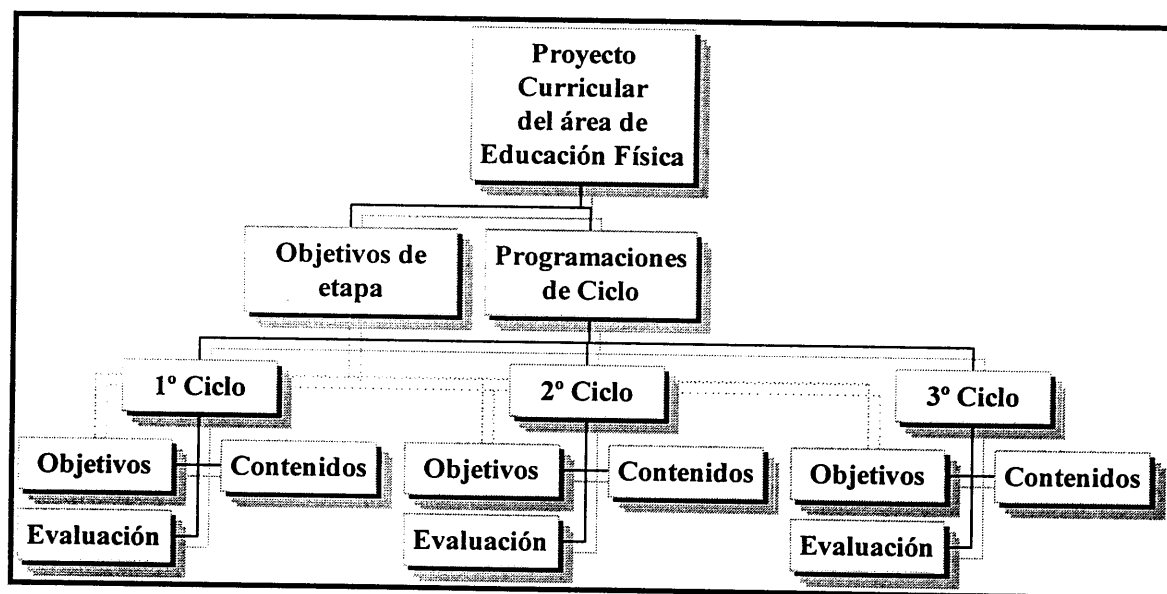 Proyecto
Curricular
del área de
Educación Física
Objetivos de
etapa
Programaciones
de Ciclo
1º Ciclo
2º Ciclo
3º Ciclo
Objetivos
Contenidos
Evaluación
Objetivos
Contenidos
Evaluación
Objetivos
Contenidos
Evaluación